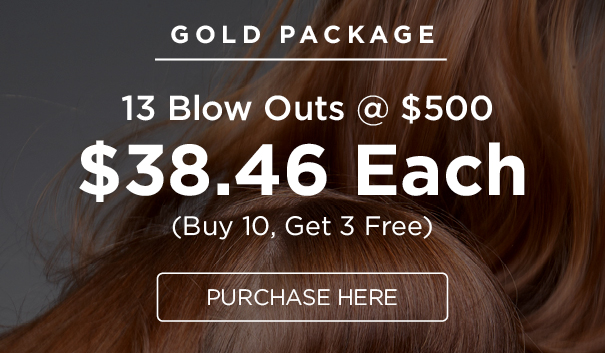 GOLD PACKAGE
13 Blow Outs @ $500
$38.46 Each
(Buy 10, Get 3 Free)
PURCHASE HERE